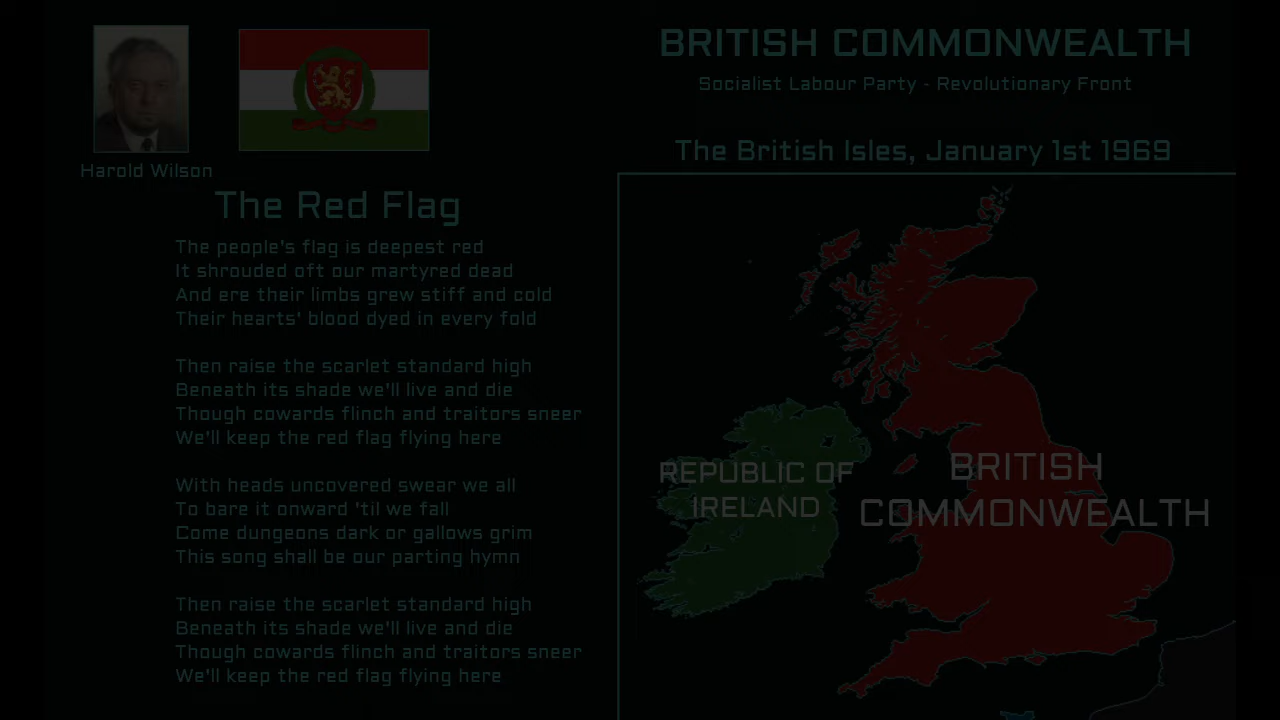 Harold Wilson
The Red Flag
The people's flag is deepest red
It shrouded oft our martyred dead
And ere their limbs grew stiff and cold
Their hearts' blood dyed in every fold
Then raise the scarlet standard high
Beneath its shade we'll live and die
Though cowards flinch and traitors sneer
We'll keep the red flag flying here
With heads uncovered swear we all
To bare it onward 'til we fall
Come dungeons dark or gallows grim
This song shall be our parting hymn
Then raise the scarlet standard high
Beneath its shade we'll live and die
Though cowards flinch and traitors sneer
We'll keep the red flag flying here
BRITISH COMMONWEALTH
Socialist Labour Party - Revolutionary Front
The British Isles, January 1st 1969
REPUBLIC OF
IRELAND
BRITISH
COMMONWEALTH